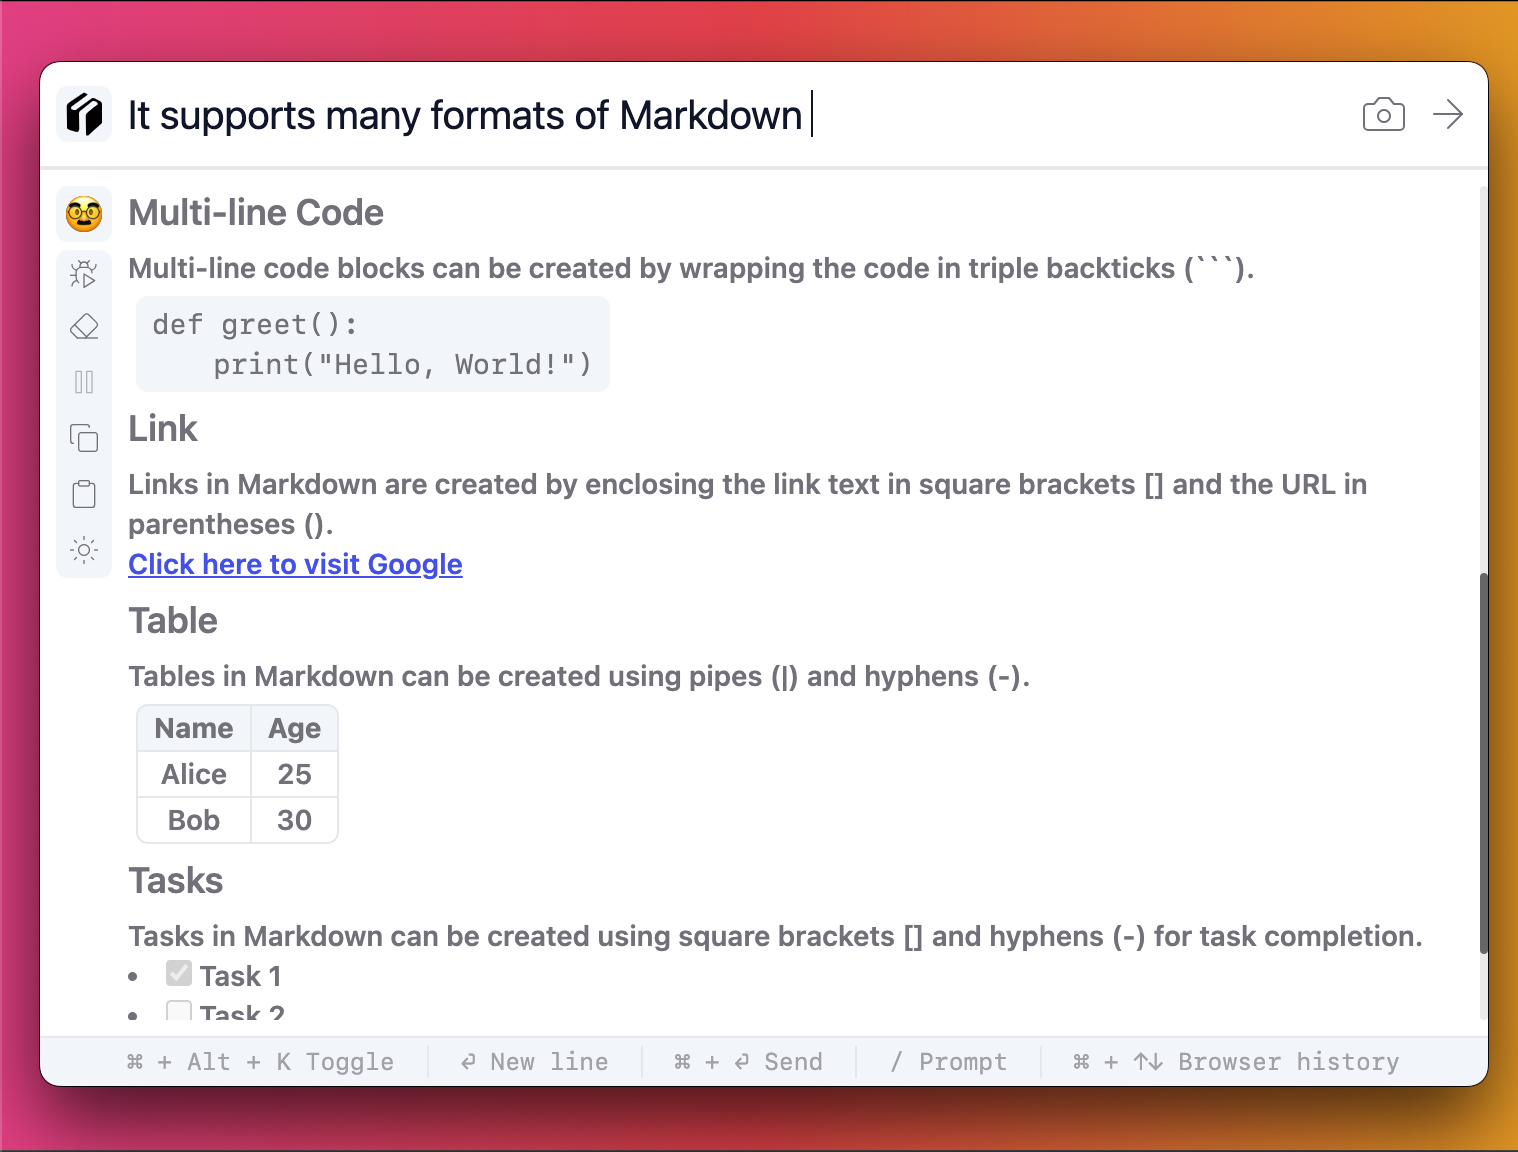 It supports many formats of Markdown
Multi-line Code
Multi-line code blocks can be created by wrapping the code in triple backticks (```).
def greet():
    print("Hello, World!")
Link
Links in Markdown are created by enclosing the link text in square brackets [] and the URL in
parentheses ().
Click here to visit Google
Table
Tables in Markdown can be created using pipes (|) and hyphens (-).
Name Age
Alice 25
Bob 30
Tasks
Tasks in Markdown can be created using square brackets [] and hyphens (-) for task completion.
• Task 1
• Task 2
⌘ + Alt + K Toggle ⏎ New line ⌘ + ⏎ Send / Prompt ⌘ + ↑↓ Browser history